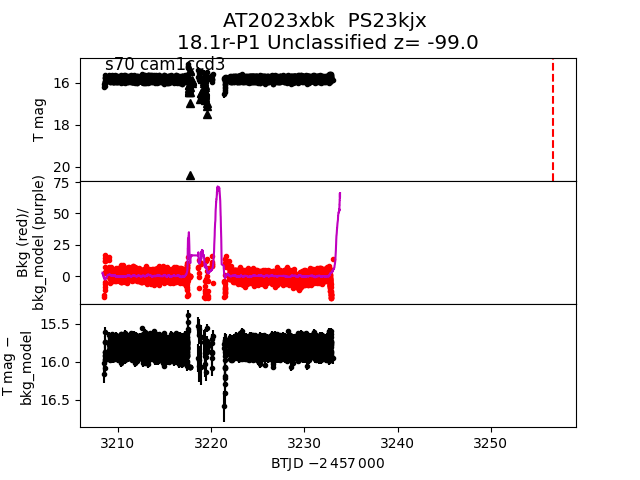 AT2023xbk  PS23kjx
18.1r-P1 Unclassified z= -99.0
s70 cam1ccd3
T mag
16
18
20
Bkg (red)/
bkg_model (purple)
75
50
25
0
T mag −
bkg_model
15.5
16.0
16.5
3210
3220
3230
3240
3250
BTJD −2 457 000